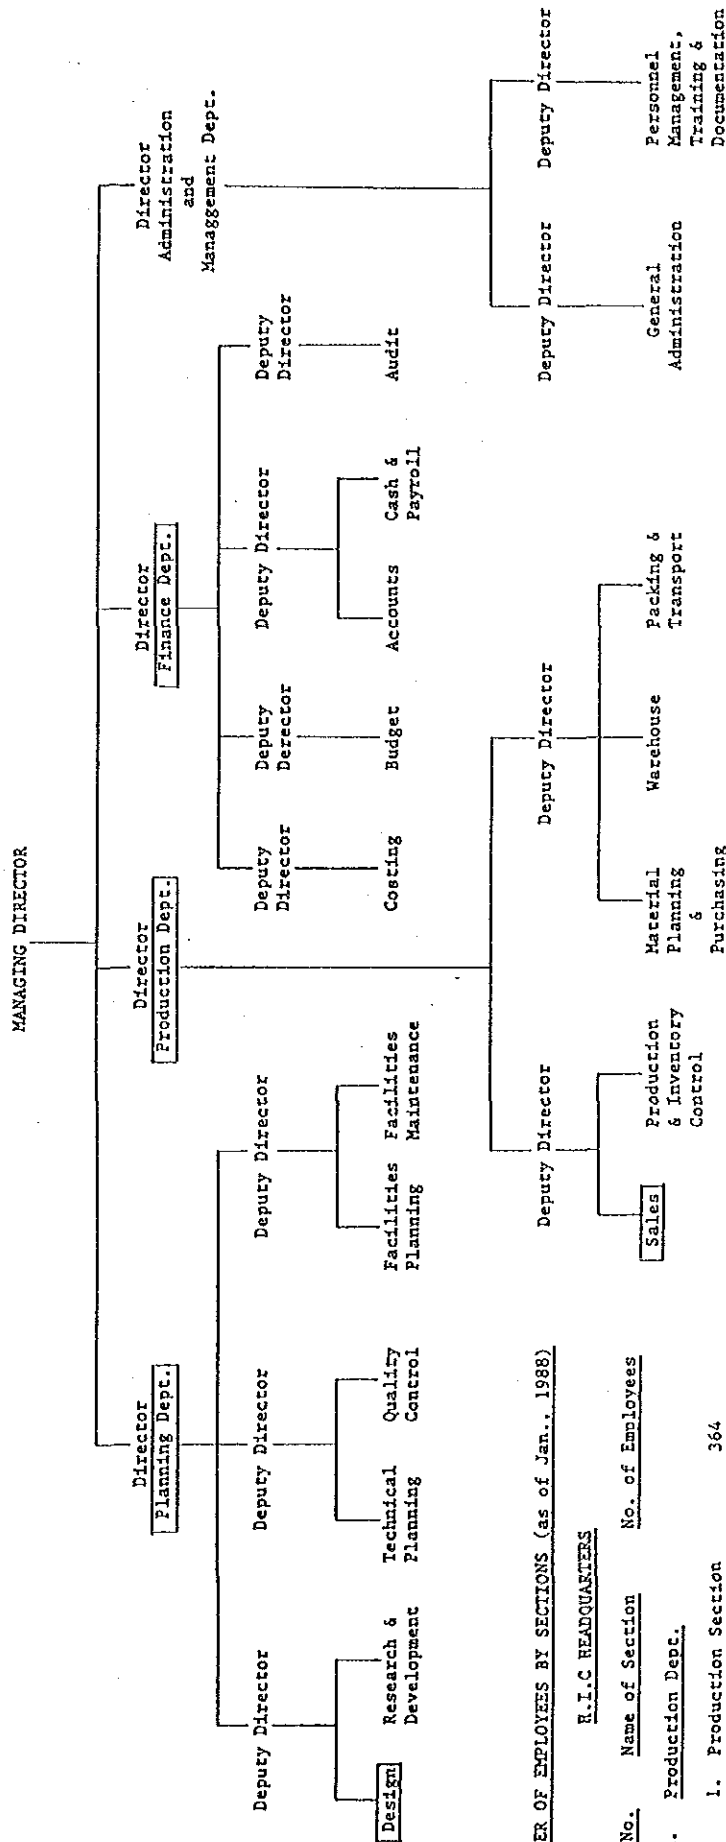 MANAGING DIRECTOR
Director
Planning Dept.
Director
Production Dept.
Director
Finance Dept.
Director
Administration
and
Managgement Dept.
Deputy Director
Deputy Director
Deputy Director
Deputy
Director
Deputy
Derector
Deputy Director
Deputy
Director
Design
Research &
Development
Technical
Planning
Quality
Control
Facilities
Planning
Facilities
Maintenance
Costing
Budget
Accounts
Cash &
Payroll
Audit
Deputy Director
Deputy Director
Deputy Director
Deputy Director
Sales
Production
& Inventory
Control
Material
Planning
&
Purchasing
Warehouse
Packing &
Transport
General
Administration
Personnel
Management,
Training &
Documentation
ER OF EMPLOYEES BY SECTIONS (as of Jan., 1988)
H.I.C HEADQUARTERS
No. Name of Section No. of Employees
. Production Dept.
1. Production Section 364